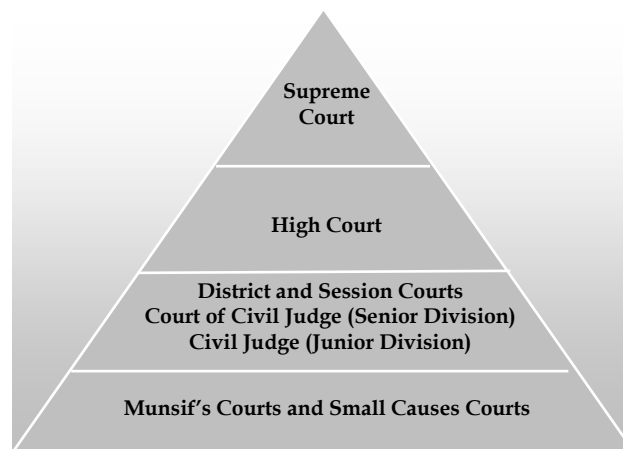 Supreme
Court
High Court
District and Session Courts
Court of Civil Judge (Senior Division)
Civil Judge (Junior Division)
Munsif’s Courts and Small Causes Courts